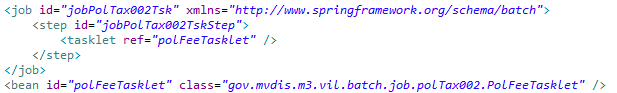 <job id="jobPolTax002Tsk" xmlns="http://www.springframework.org/schema/batch">
    <step id="jobPolTax002TskStep">
        <tasklet ref="polFeeTasklet" />
    </step>
</job>
<bean id="polFeeTasklet" class="gov.mvdis.m3.vil.batch.job.polTax002.PolFeeTasklet" />